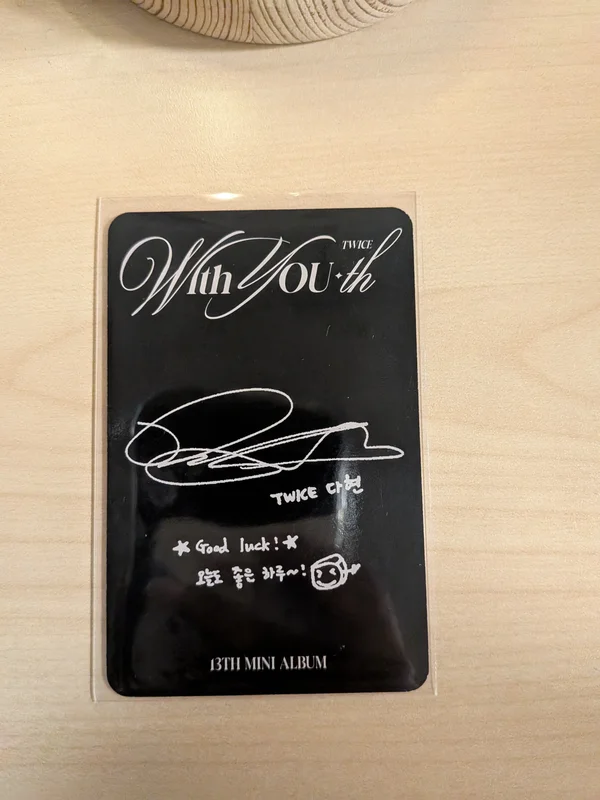 TWICE
WIth YOU-th
TWICE 다현
★ Good luck! ★
오늘도 좋은 하루~!
13TH MINI ALBUM